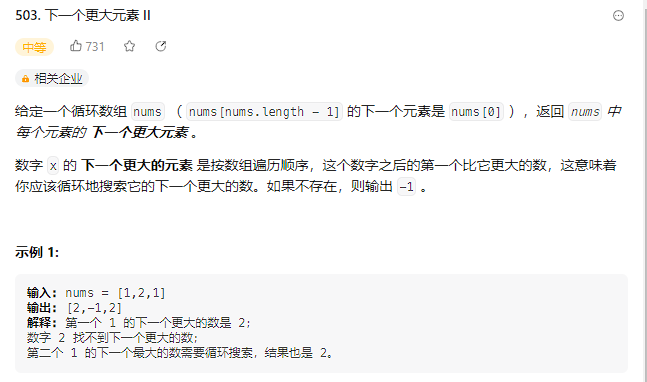 503. 下一个更大元素 II
中等 731
相关企业
给定一个循环数组 nums （ nums[nums.length - 1] 的下一个元素是 nums[0] ），返回 nums 中
每个元素的 下一个更大元素 。
数字 x 的 下一个更大的元素 是按数组遍历顺序，这个数字之后的第一个比它更大的数，这意味着
你应该循环地搜索它的下一个更大的数。如果不存在，则输出 -1 。
示例 1:
输入: nums = [1,2,1]
输出: [2,-1,2]
解释: 第一个 1 的下一个更大的数是 2；
数字 2 找不到下一个更大的数；
第二个 1 的下一个最大的数需要循环搜索，结果也是 2。